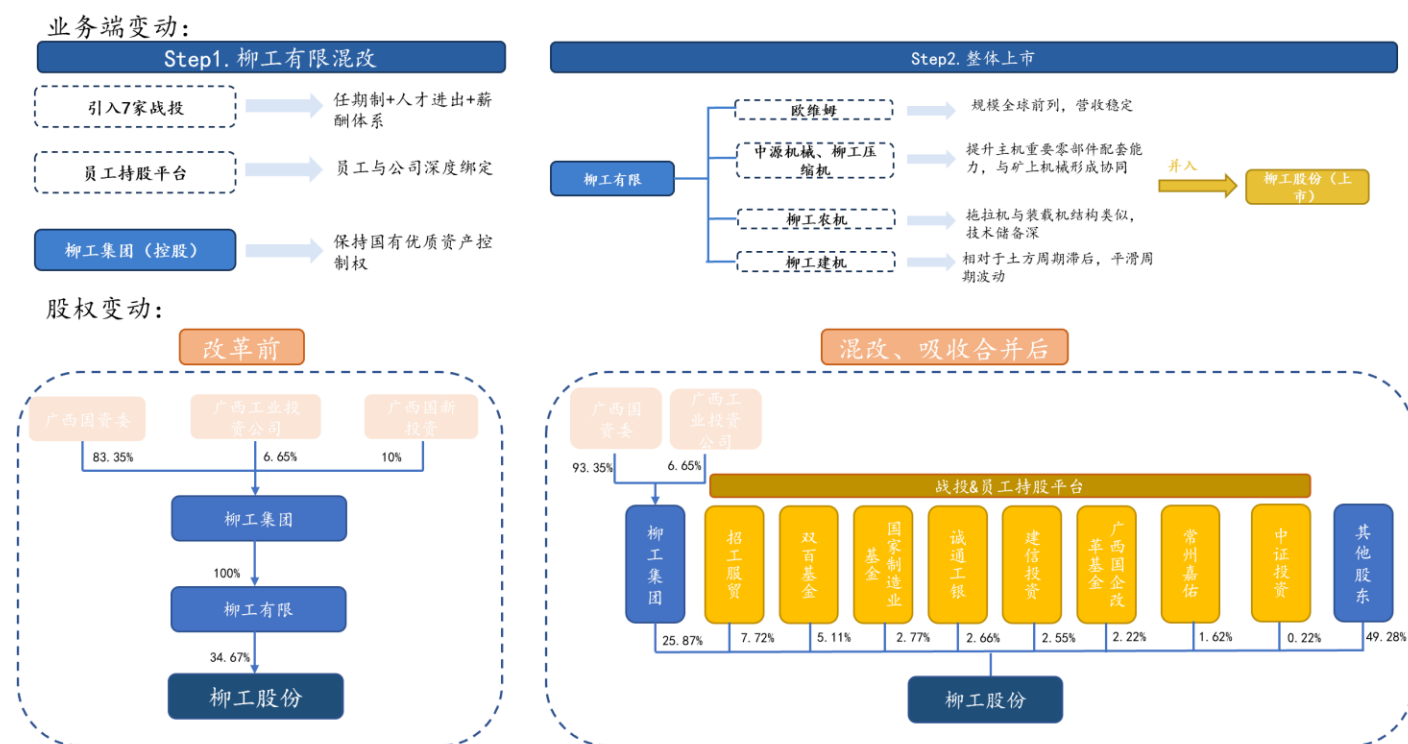 业务端变动：
Step1.柳工有限混改
引入7家战投
任期制+人才进出+薪
酬体系
员工持股平台
员工与公司深度绑定
柳工集团（控股）
保持国有优质资产控
制权
Step2.整体上市
柳工有限
欧维姆
规模全球前列，营收稳定
中源机械、柳工压
缩机
提升主机重要零部件配套能
力，与矿上机械形成协同
柳工农机
拖拉机与装载机结构类似，
技术储备深
柳工建机
相对于土方周期滞后，平滑周
期波动
并入
柳工股份（上
市）
股权变动：
改革前
广西国资委
广西工业投
资公司
广西国新
投资
83.35%
6.65%
10%
柳工集团
100%
柳工有限
34.67%
柳工股份
混改、吸收合并后
广西国
资委
广西工
业投资
公司
93.35%
6.65%
战投&员工持股平台
柳工集团
招工服贸
双百基金
国家制造业
基金
诚通工银
建信投资
广西国企改
革基金
常州嘉佑
中证投资
其他股东
25.87%
7.72%
5.11%
2.77%
2.66%
2.55%
2.22%
1.62%
0.22%
49.28%
柳工股份